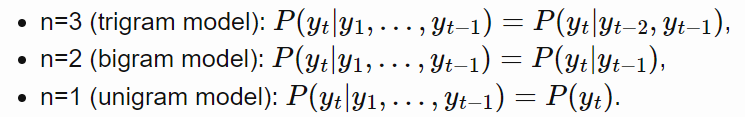 • n=3 (trigram model): P(y_t|y_1, . . . , y_{t−1}) = P(y_t|y_{t−2}, y_{t−1}),
• n=2 (bigram model): P(y_t|y_1, . . . , y_{t−1}) = P(y_t|y_{t−1}),
• n=1 (unigram model): P(y_t|y_1, . . . , y_{t−1}) = P(y_t).